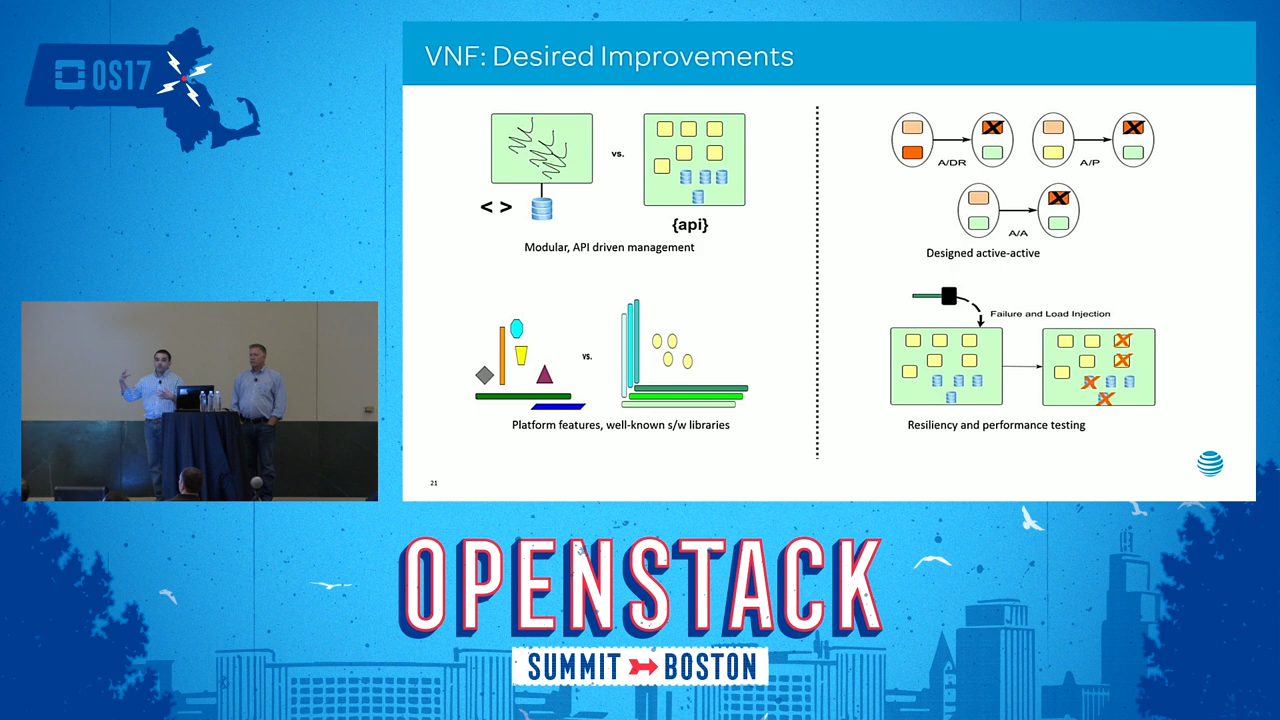 OS17
VNF: Desired Improvements
vs.
< >
{api}
Modular, API driven management
A/DR
A/P
A/A
Designed active-active
vs.
Platform features, well-known s/w libraries
Failure and Load Injection
Resiliency and performance testing
21
OPENSTACK
SUMMIT BOSTON